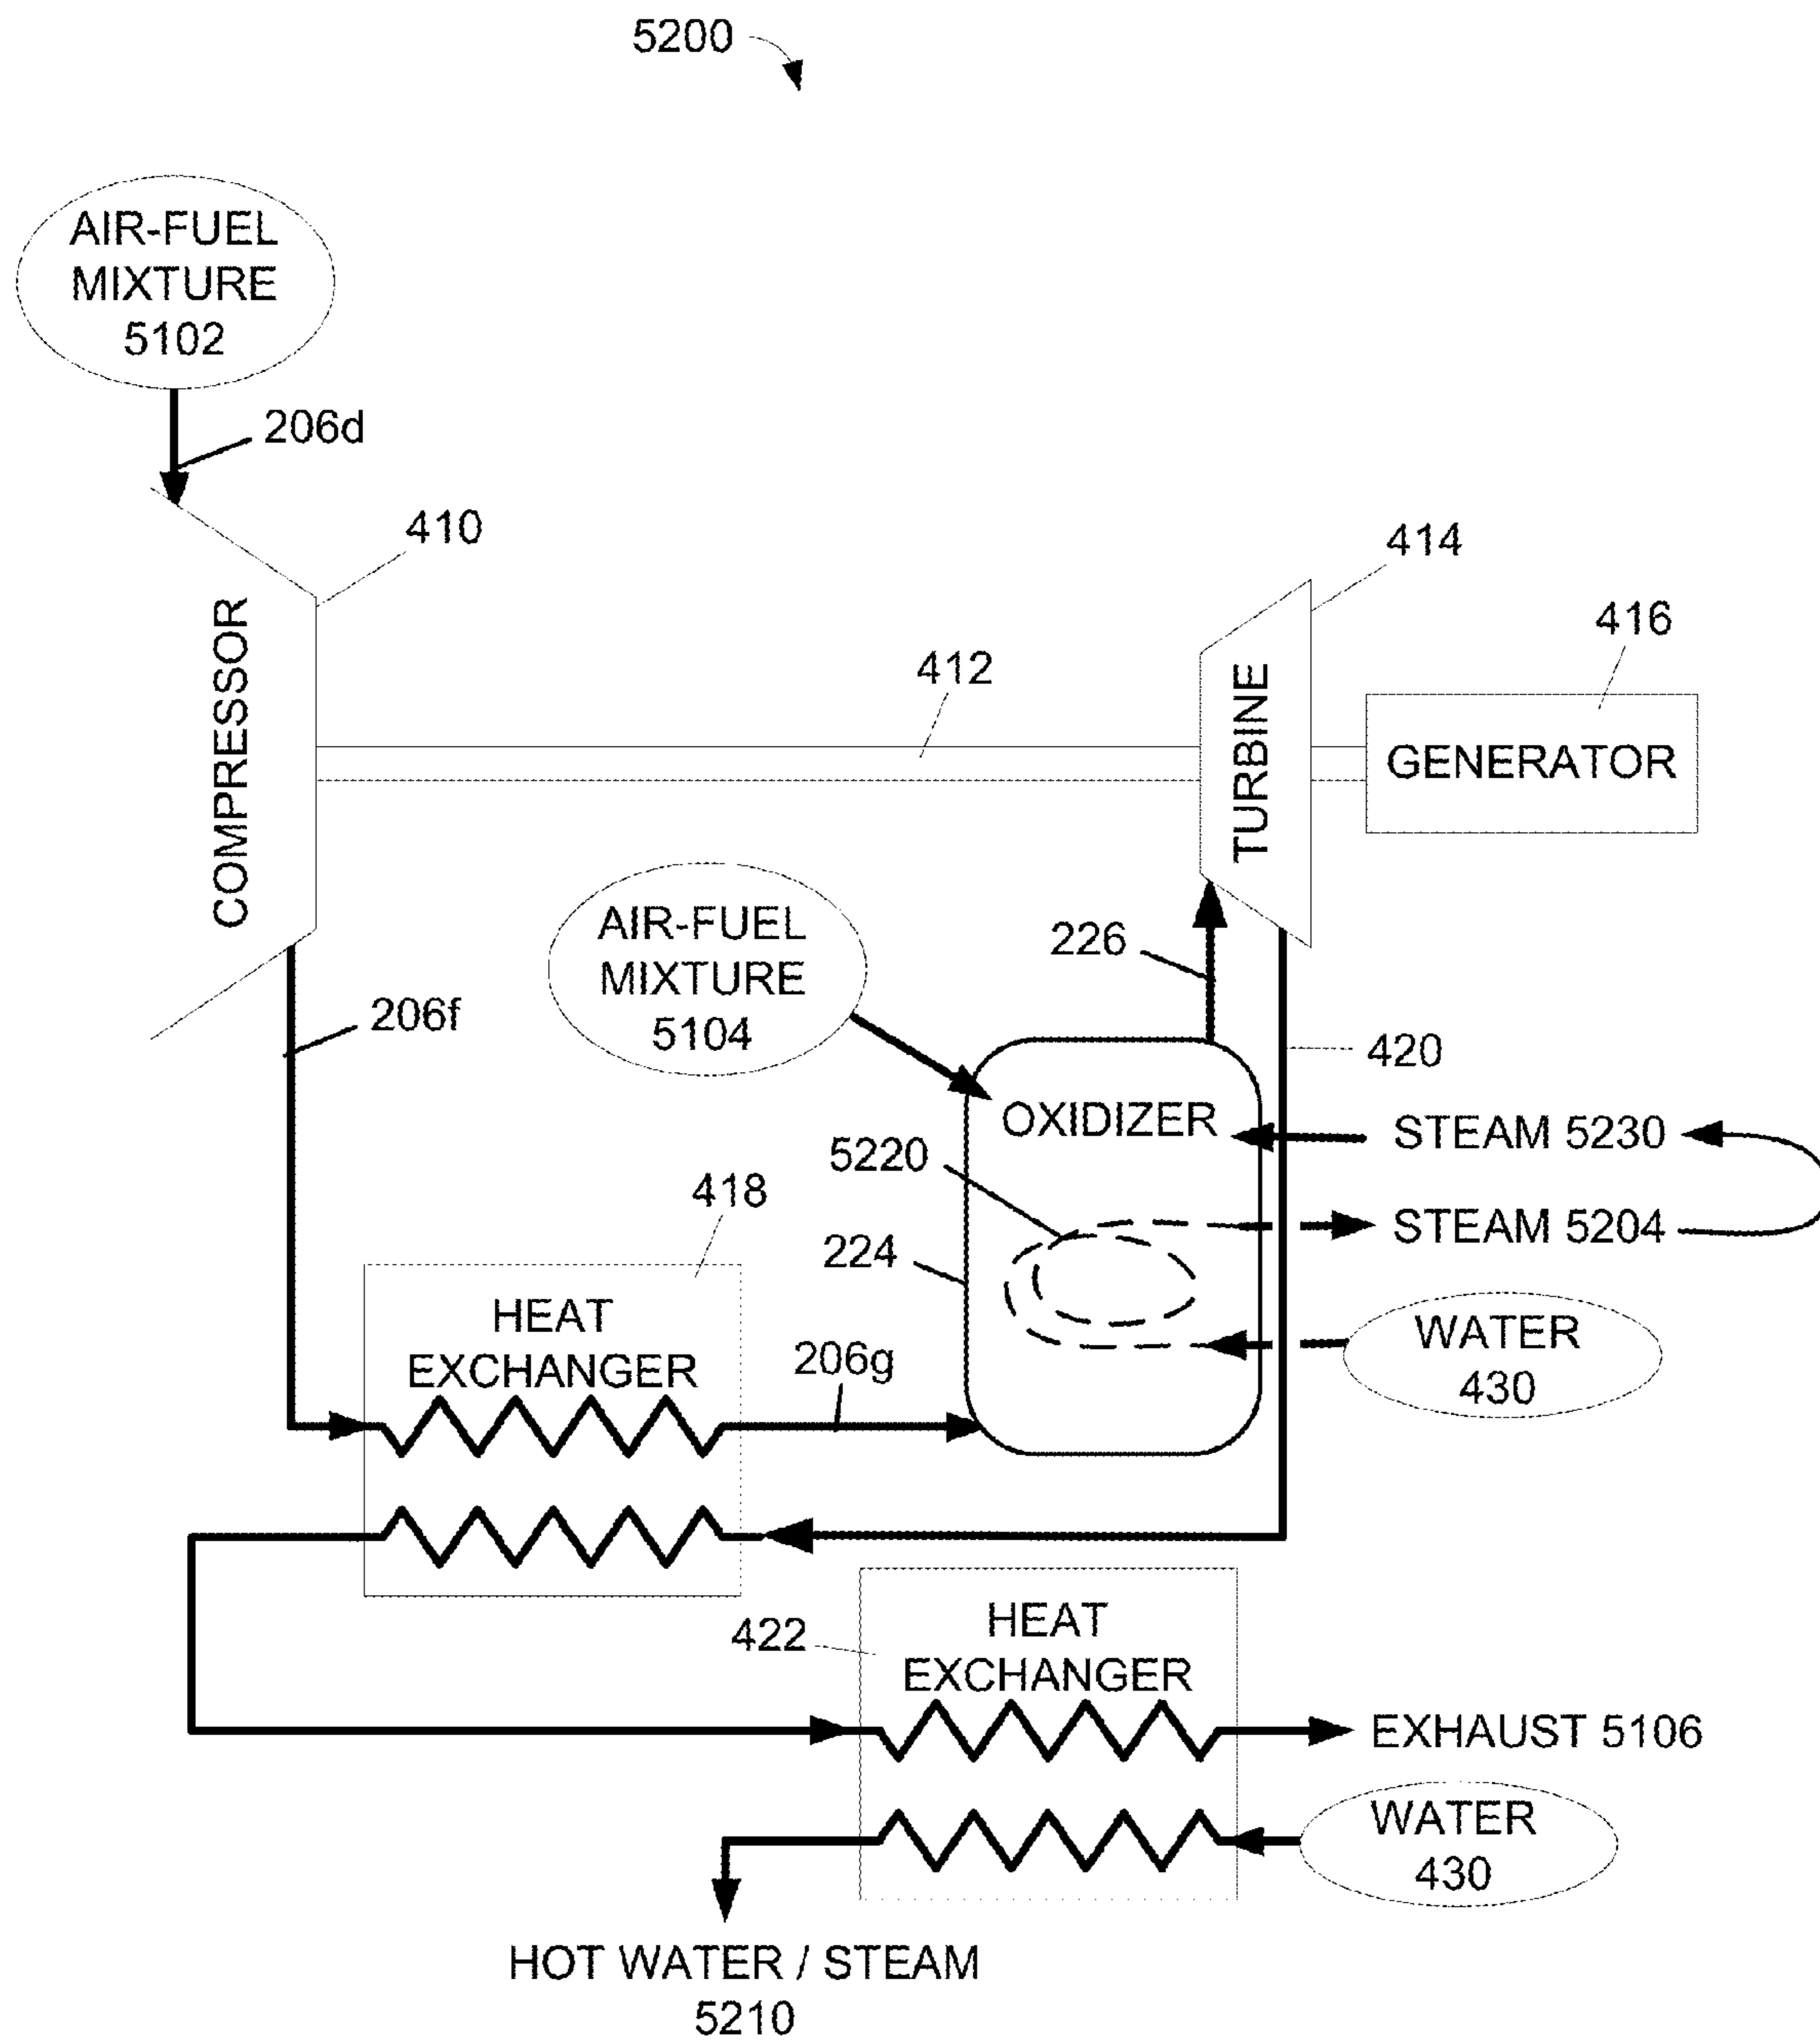 5200
AIR-FUEL
MIXTURE
5102
206d
410
COMPRESSOR
412
414
TURBINE
416
GENERATOR
AIR-FUEL
MIXTURE
5104
226
206f
420
OXIDIZER
STEAM 5230
5220
STEAM 5204
418
224
HEAT
EXCHANGER
206g
WATER
430
422
HEAT
EXCHANGER
EXHAUST 5106
WATER
430
HOT WATER / STEAM
5210